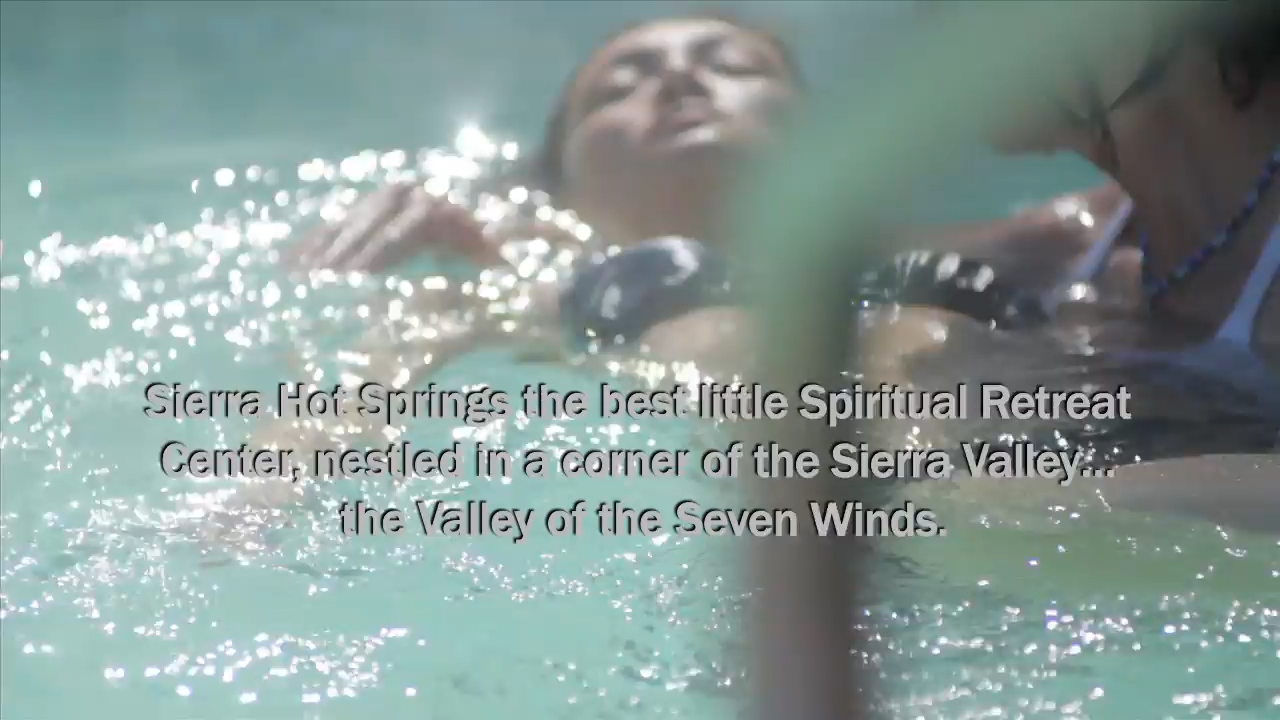 Sierra Hot Springs the best little Spiritual Retreat
Center, nestled in a corner of the Sierra Valley...
the Valley of the Seven Winds.